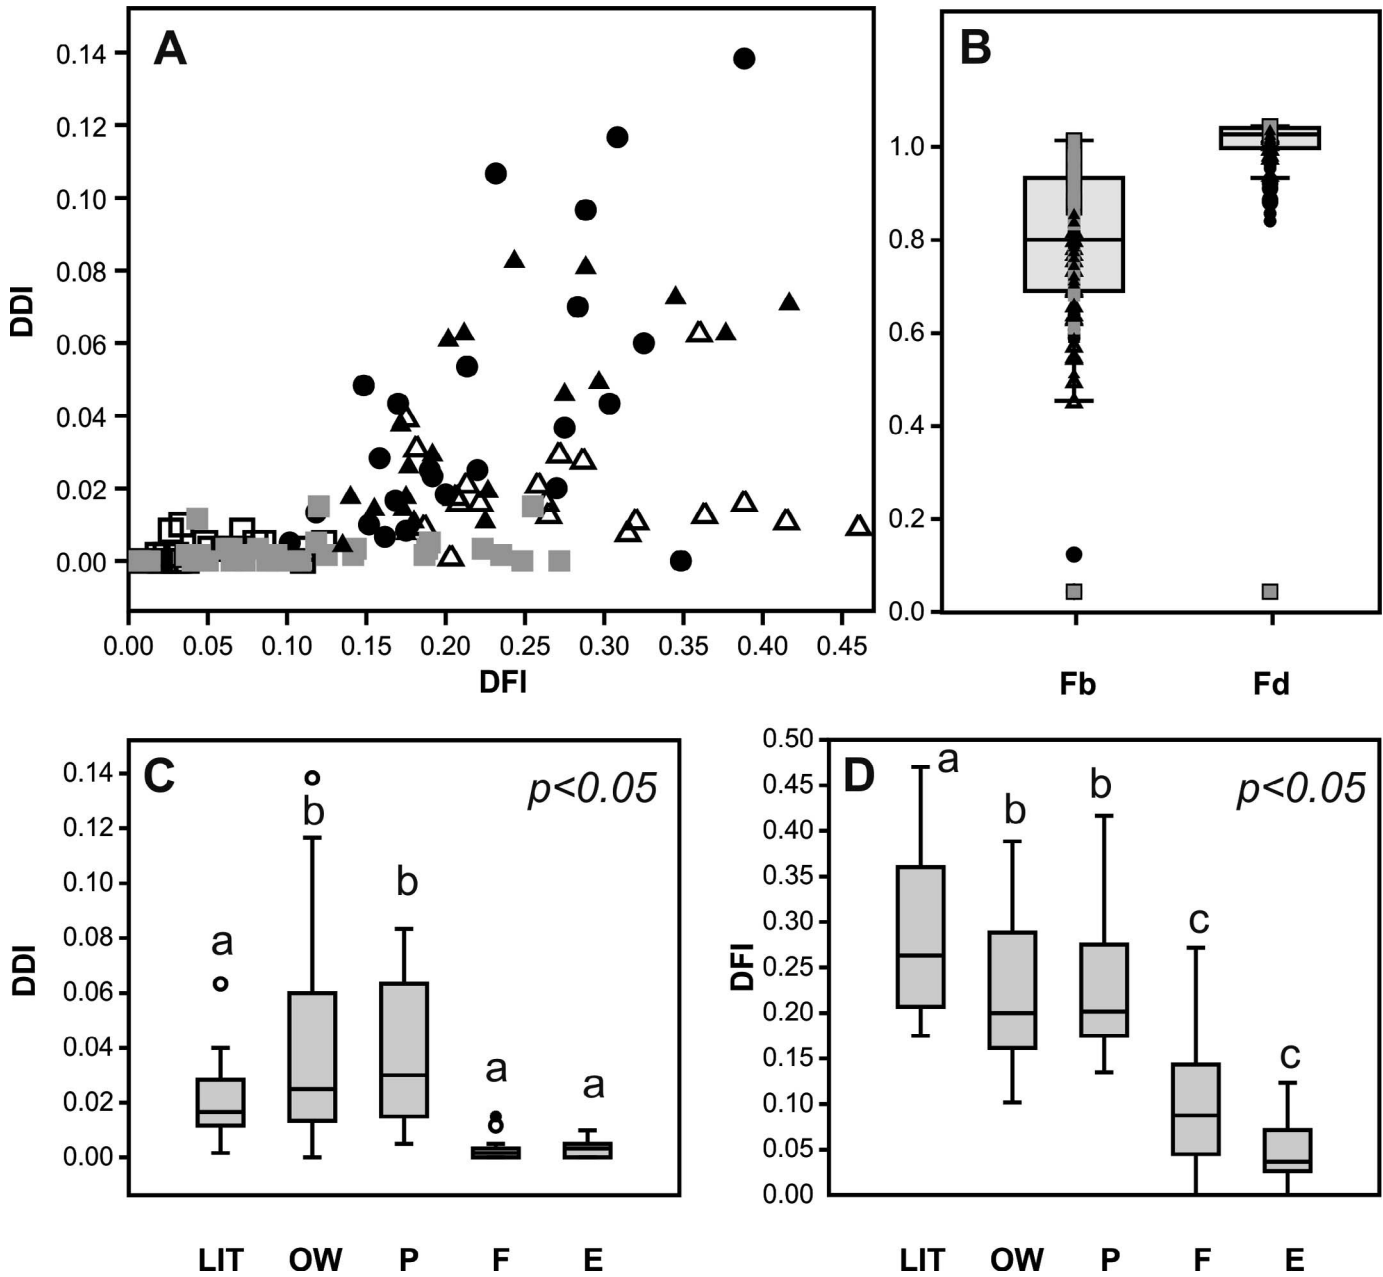 A
0.14
0.12
0.10
0.08
0.06
0.04
0.02
0.00
DDI
0.00 0.05 0.10 0.15 0.20 0.25 0.30 0.35 0.40 0.45
DFI
B
1.0
0.8
0.6
0.4
0.2
0.0
Fb Fd
C
p<0.05
0.14
0.12
0.10
0.08
0.06
0.04
0.02
0.00
DDI
a
b
b
a
a
LIT OW P F E
D
p<0.05
0.50
0.45
0.40
0.35
0.30
0.25
0.20
0.15
0.10
0.05
0.00
DFI
a
b
b
c
c
LIT OW P F E